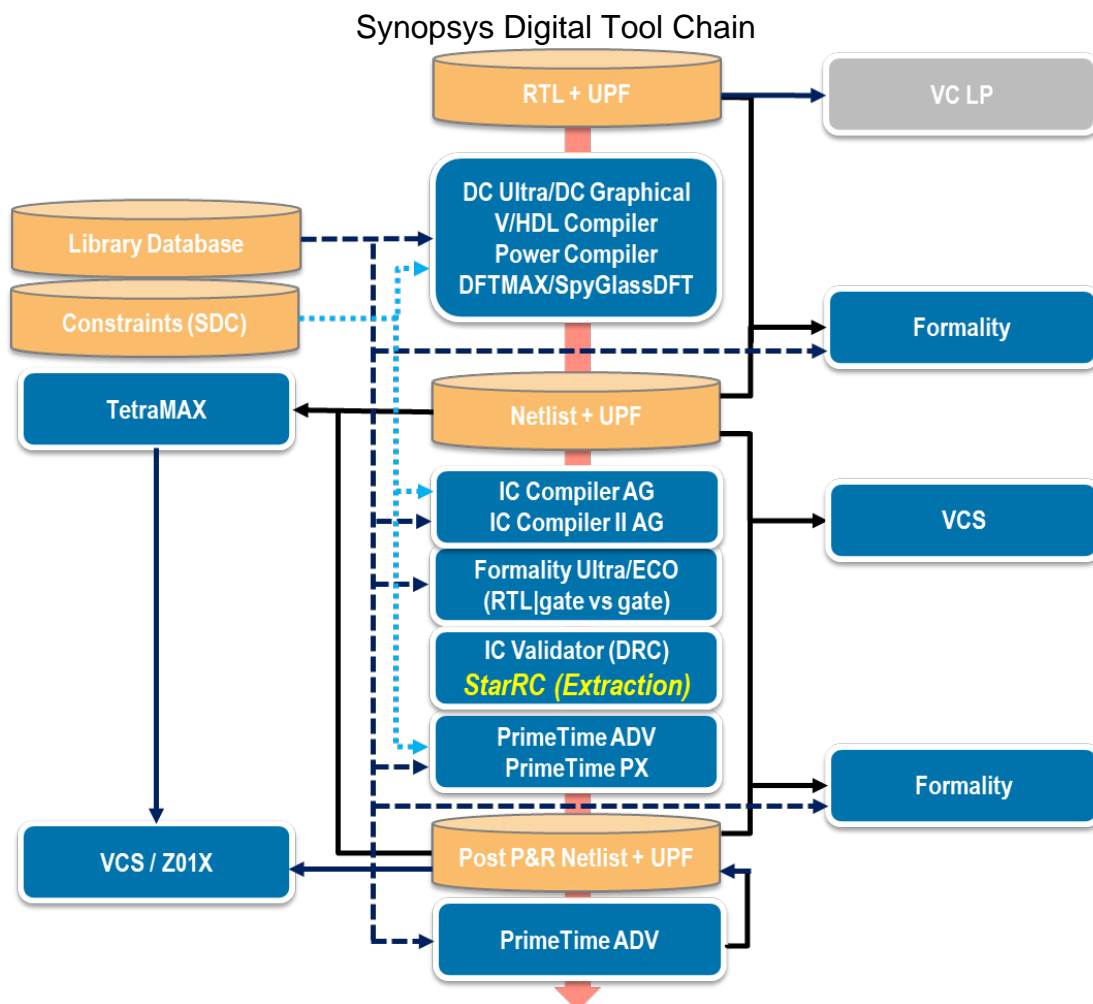 Synopsys Digital Tool Chain
RTL + UPF
VC LP
DC Ultra/DC Graphical
V/HDL Compiler
Power Compiler
DFTMAX/SpyGlassDFT
Library Database
Constraints (SDC)
Formality
TetraMAX
Netlist + UPF
IC Compiler AG
IC Compiler II AG
VCS
Formality Ultra/ECO
(RTL|gate vs gate)
IC Validator (DRC)
StarRC (Extraction)
PrimeTime ADV
PrimeTime PX
Formality
VCS / Z01X
Post P&R Netlist + UPF
PrimeTime ADV